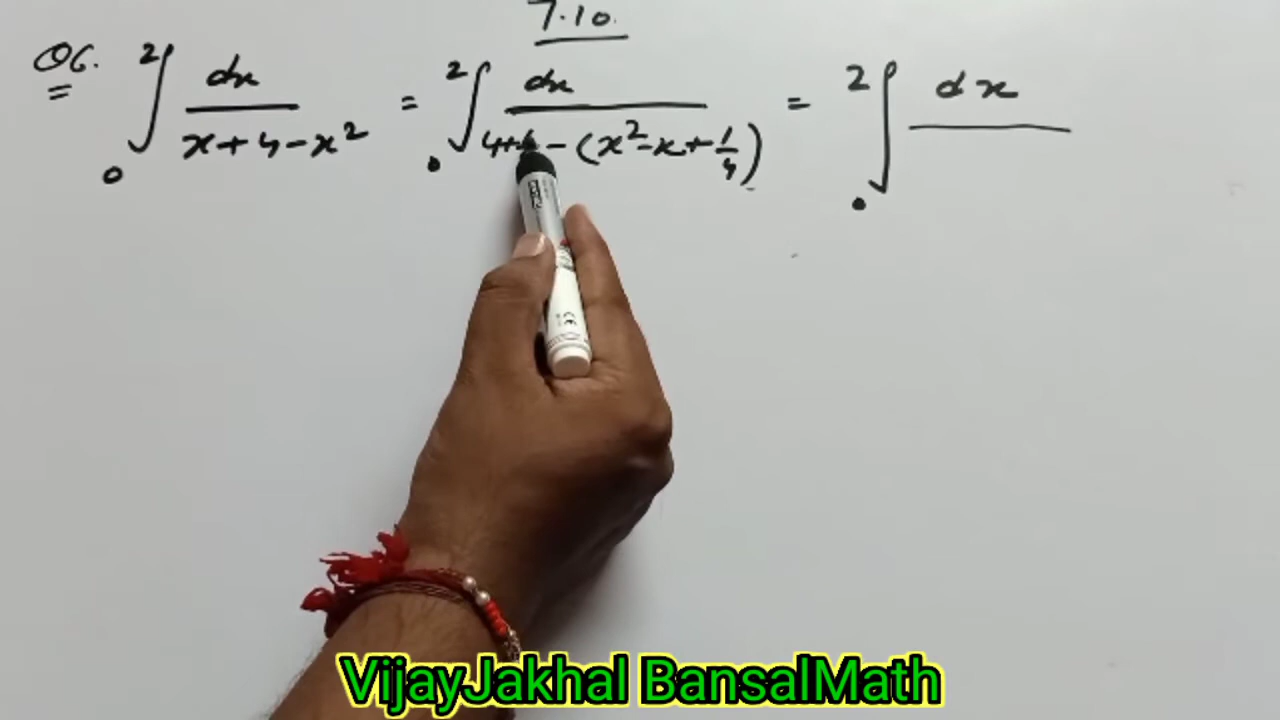 7.10
Q6. ∫₀² dx / (x+4-x²) = ∫₀² dx / (4+¼-(x²-x+¼)) = ∫₀² dx
VijayJakhal BansalMath